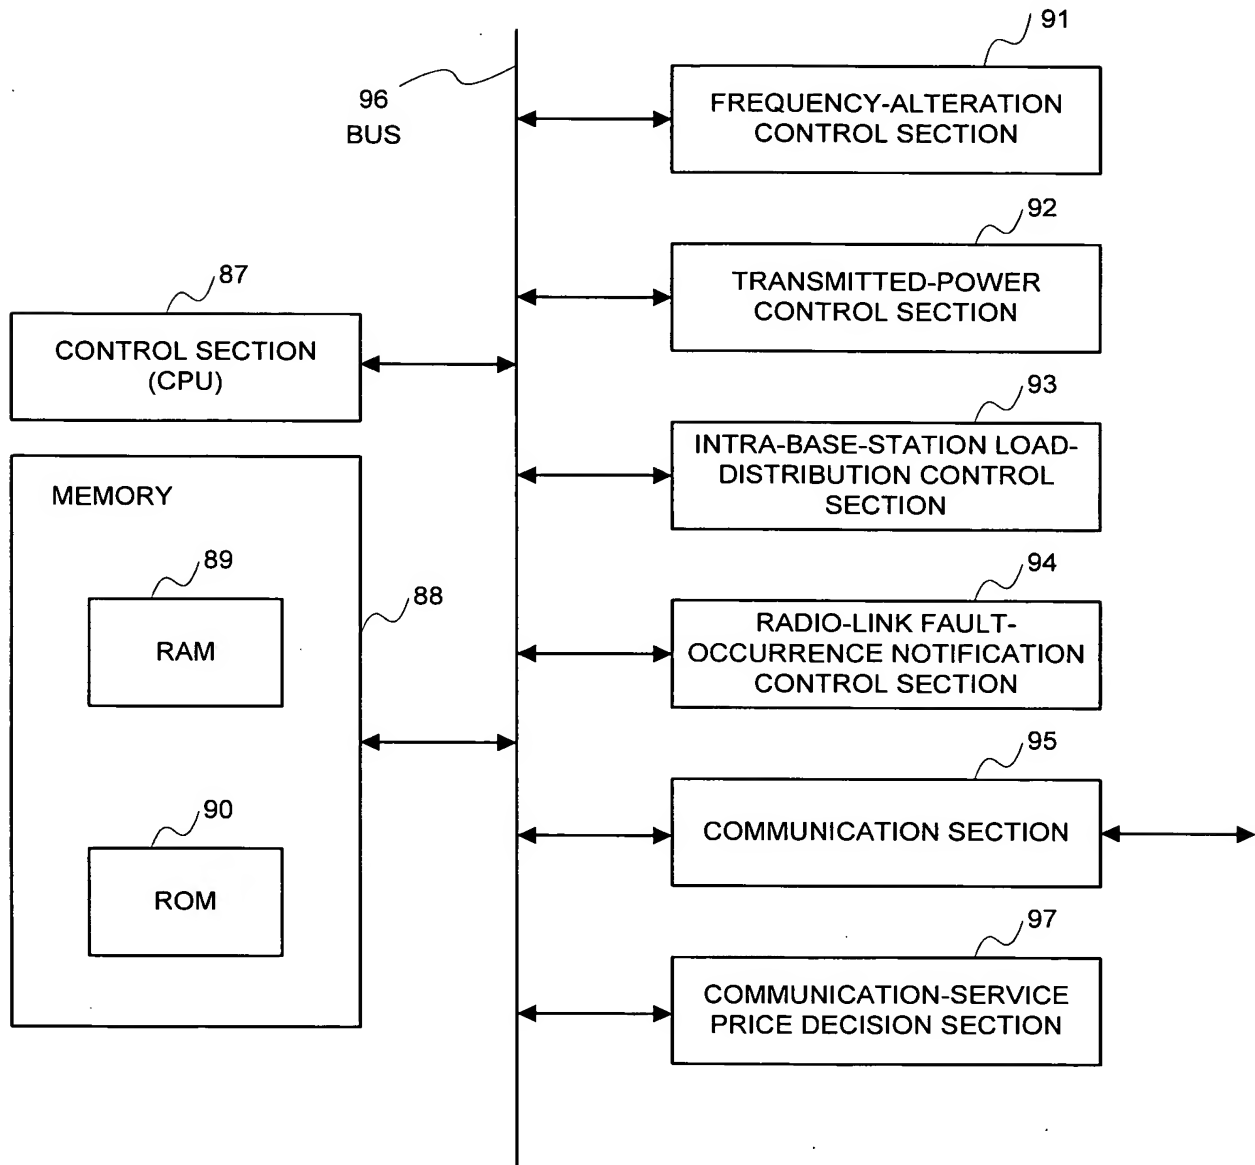 91
FREQUENCY-ALTERATION
CONTROL SECTION
96
BUS
92
TRANSMITTED-POWER
CONTROL SECTION
87
CONTROL SECTION
(CPU)
93
INTRA-BASE-STATION LOAD-
DISTRIBUTION CONTROL
SECTION
MEMORY
89
RAM
88
94
RADIO-LINK FAULT-
OCCURRENCE NOTIFICATION
CONTROL SECTION
95
COMMUNICATION SECTION
90
ROM
97
COMMUNICATION-SERVICE
PRICE DECISION SECTION